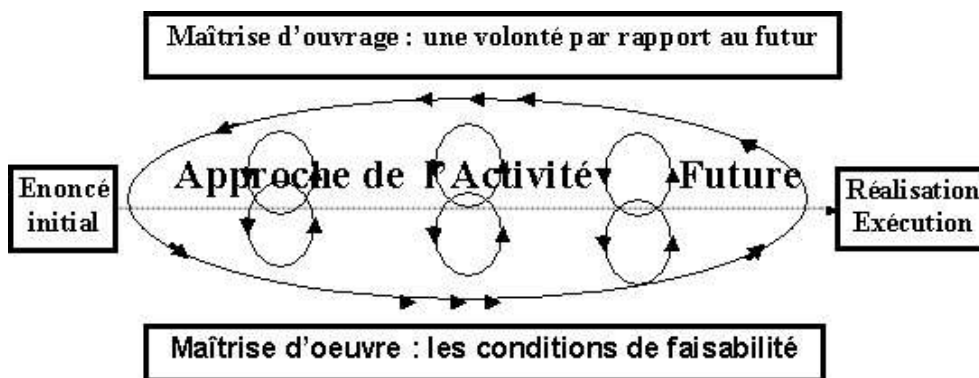 Maîtrise d'ouvrage : une volonté par rapport au futur
Approche de l'Activité Future
Enoncé
initial
Réalisation
Exécution
Maîtrise d'oeuvre : les conditions de faisabilité